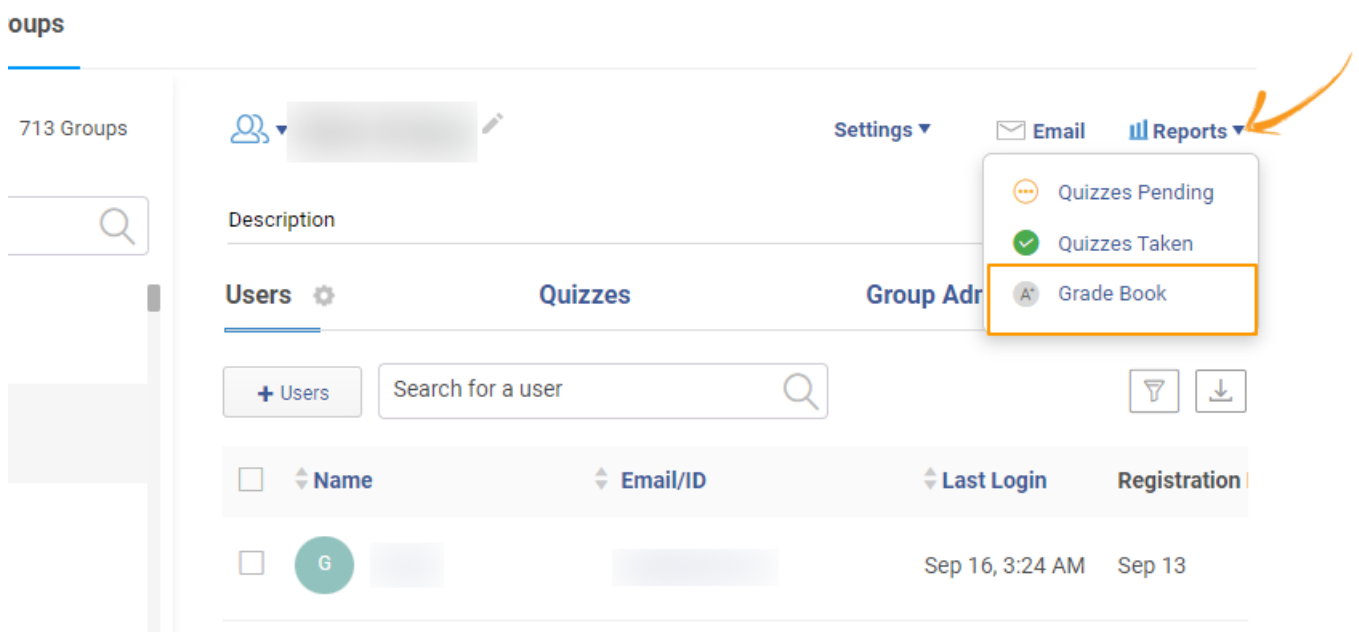 oups
713 Groups
Settings Email Reports
Quizzes Pending
Description
Quizzes Taken
Users Quizzes Group Adr
A+ Grade Book
+ Users Search for a user
Name Email/ID Last Login Registration
G Sep 16, 3:24 AM Sep 13